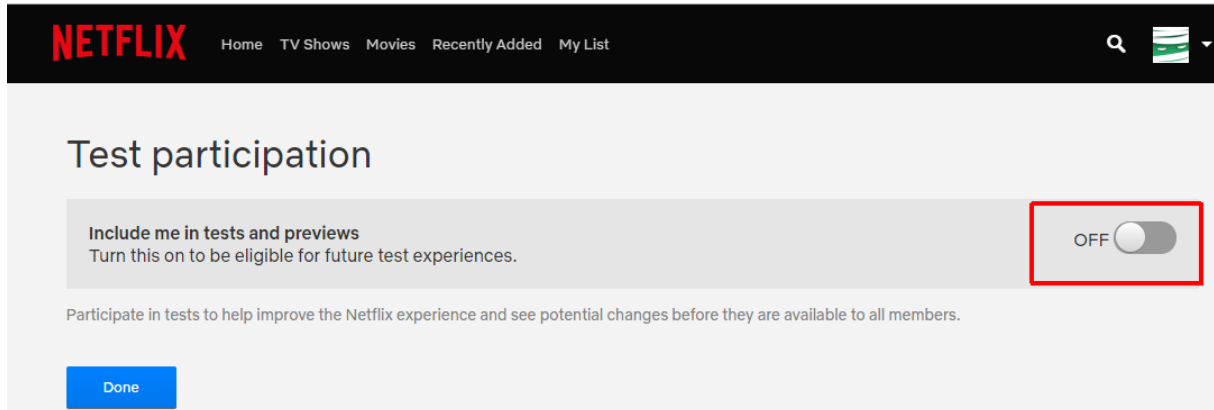 NETFLIX Home TV Shows Movies Recently Added My List
Test participation
Include me in tests and previews
Turn this on to be eligible for future test experiences.
OFF
Participate in tests to help improve the Netflix experience and see potential changes before they are available to all members.
Done